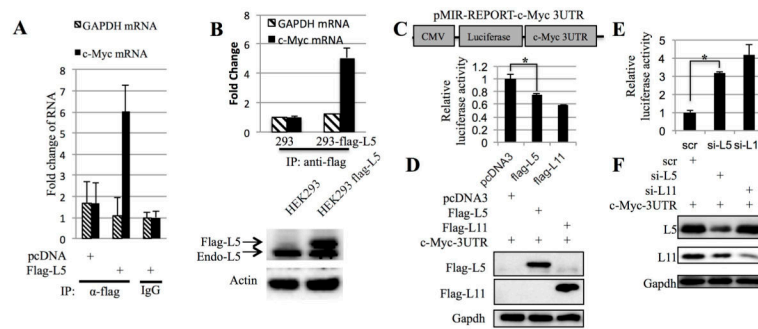 A
GAPDH mRNA
c-Myc mRNA
Fold change of RNA
9
8
7
6
5
4
3
2
1
0
pcDNA +
Flag-L5 + +
IP: α-flag IgG
B
GAPDH mRNA
c-Myc mRNA
Fold Change
6
5
4
3
2
1
0
293 293-flag-L5
IP: anti-flag
HEK293
HEK293 flag-L5
Flag-L5
Endo-L5
Actin
C
pMIR-REPORT-c-Myc 3UTR
CMV Luciferase c-Myc 3UTR
Relative
luciferase activity
1.2
1
0.8
0.6
0.4
0.2
0
*
pcDNA3
flag-L5
flag-L11
D
pcDNA3 +
Flag-L5 +
Flag-L11 +
c-Myc-3UTR + + +
Flag-L5
Flag-L11
Gapdh
E
Relative
luciferase activity
5
4
3
2
1
0
*
scr si-L5 si-L1
F
scr +
si-L5 +
si-L11 +
c-Myc-3UTR + + +
L5
L11
Gapdh